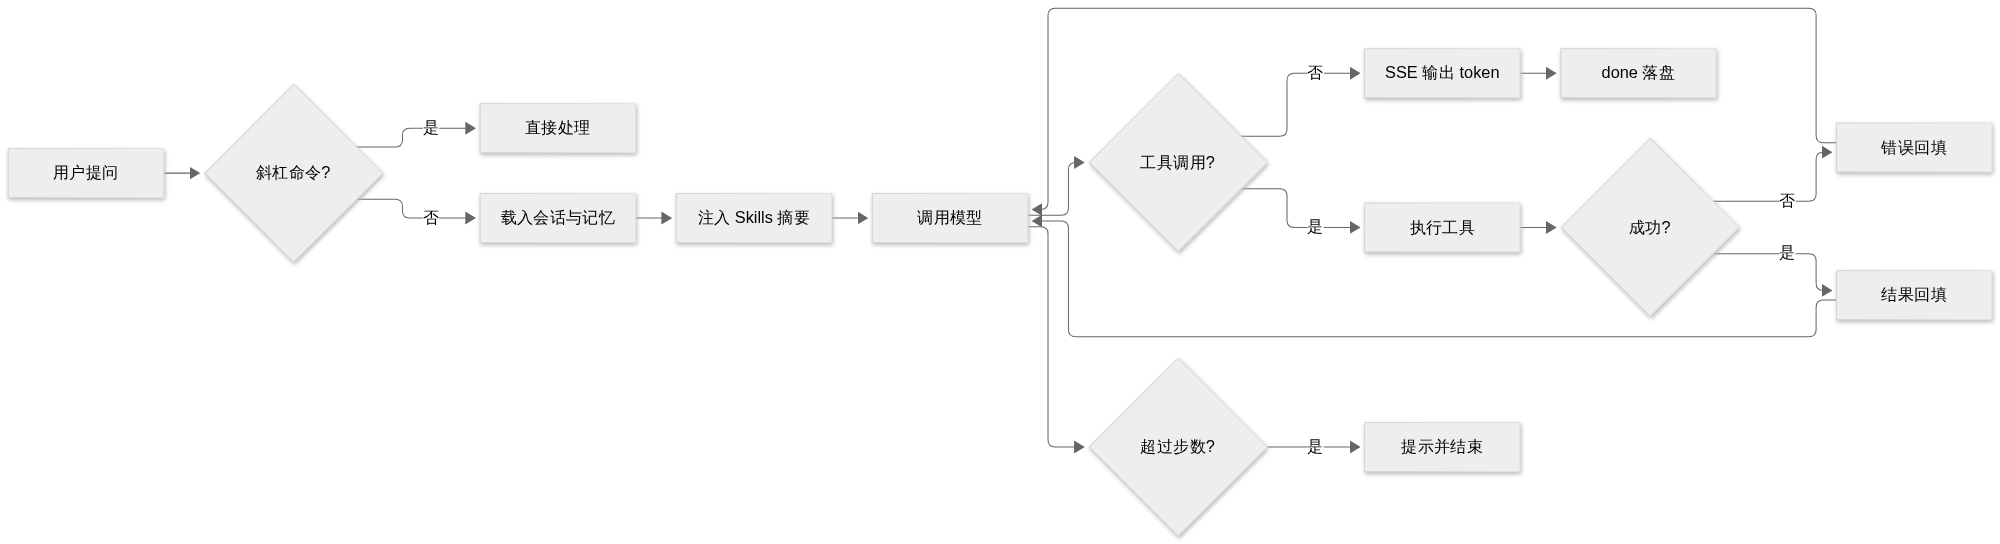 用户提问
斜杠命令?
是
直接处理
否
载入会话与记忆
注入 Skills 摘要
调用模型
工具调用?
否
SSE 输出 token
done 落盘
是
执行工具
成功?
否
错误回填
是
结果回填
超过步数?
是
提示并结束